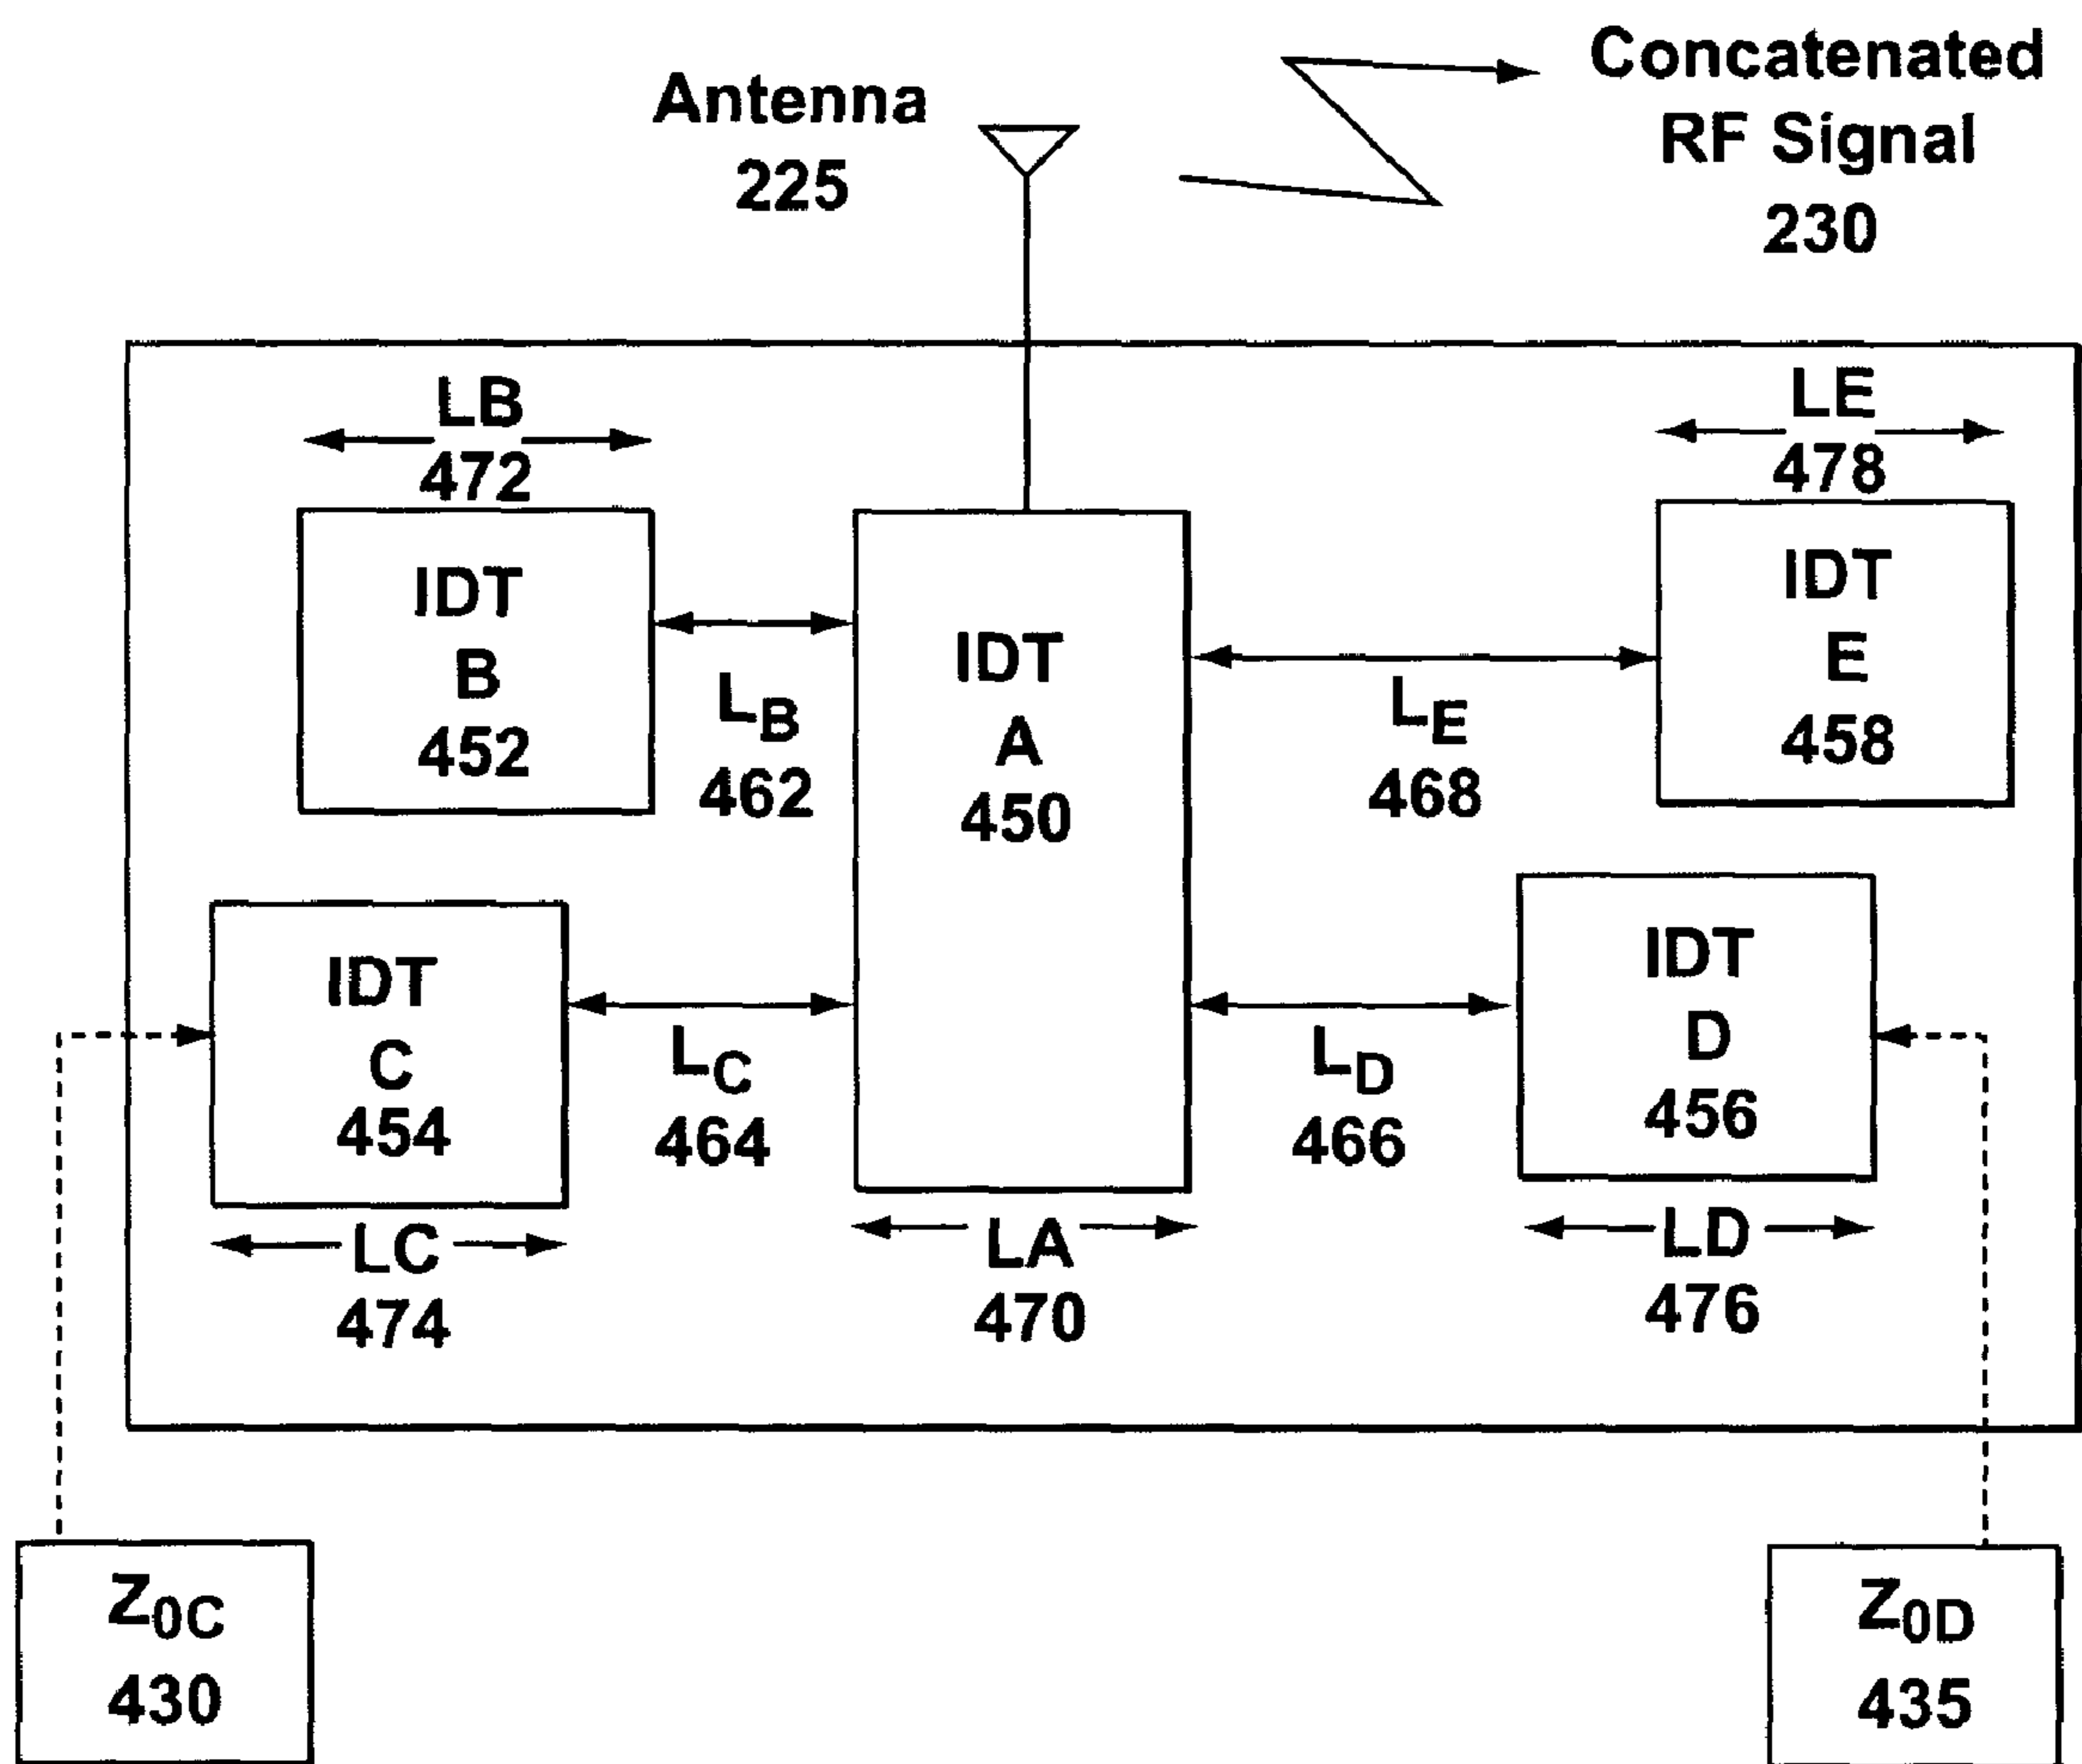 Antenna
225
Concatenated
RF Signal
230
LB
472
LE
478
IDT
B
452
LB
462
IDT
A
450
LE
468
IDT
E
458
IDT
C
454
LC
464
LD
466
IDT
D
456
LC
474
LA
470
LD
476
Z0C
430
Z0D
435